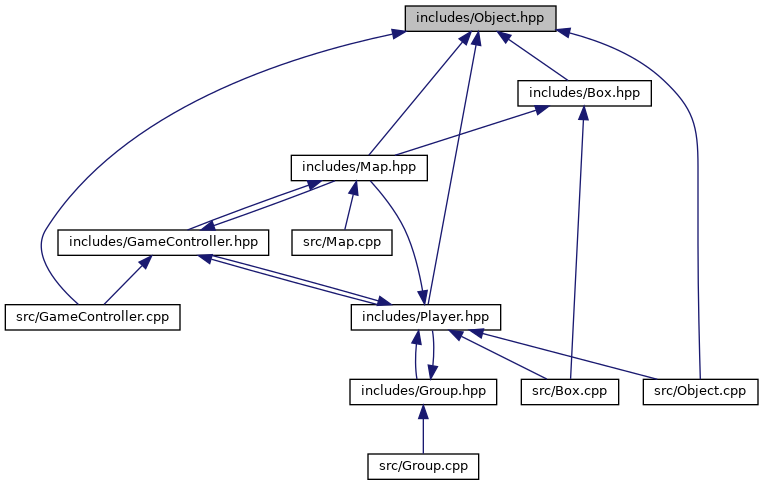 includes/Object.hpp
includes/Box.hpp
includes/Map.hpp
includes/GameController.hpp
src/Map.cpp
src/GameController.cpp
includes/Player.hpp
includes/Group.hpp
src/Box.cpp
src/Object.cpp
src/Group.cpp